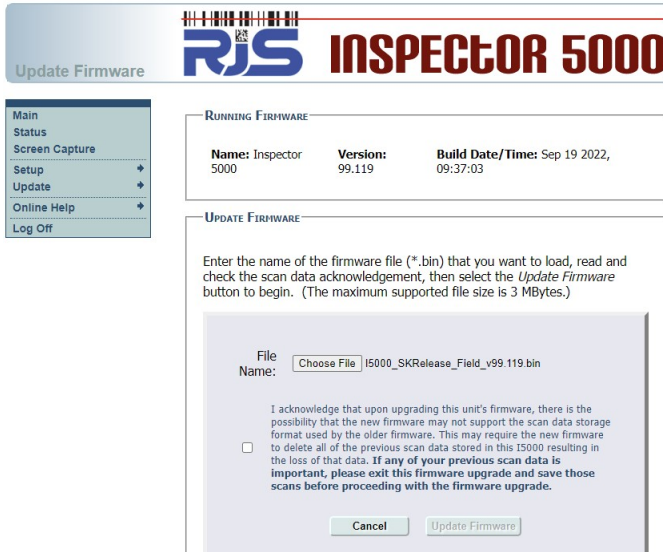 Update Firmware
RJS INSPECTOR 5000
Main
Status
Screen Capture
Setup
Update
Online Help
Log Off
RUNNING FIRMWARE
Name: Inspector 5000
Version: 99.119
Build Date/Time: Sep 19 2022, 09:37:03
UPDATE FIRMWARE
Enter the name of the firmware file (*.bin) that you want to load, read and
check the scan data acknowledgement, then select the Update Firmware
button to begin. (The maximum supported file size is 3 MBytes.)
File
Name:
Choose File I5000_SKRelease_Field_v99.119.bin
I acknowledge that upon upgrading this unit's firmware, there is the
possibility that the new firmware may not support the scan data storage
format used by the older firmware. This may require the new firmware
to delete all of the previous scan data stored in this I5000 resulting in
the loss of that data. If any of your previous scan data is
important, please exit this firmware upgrade and save those
scans before proceeding with the firmware upgrade.
Cancel Update Firmware